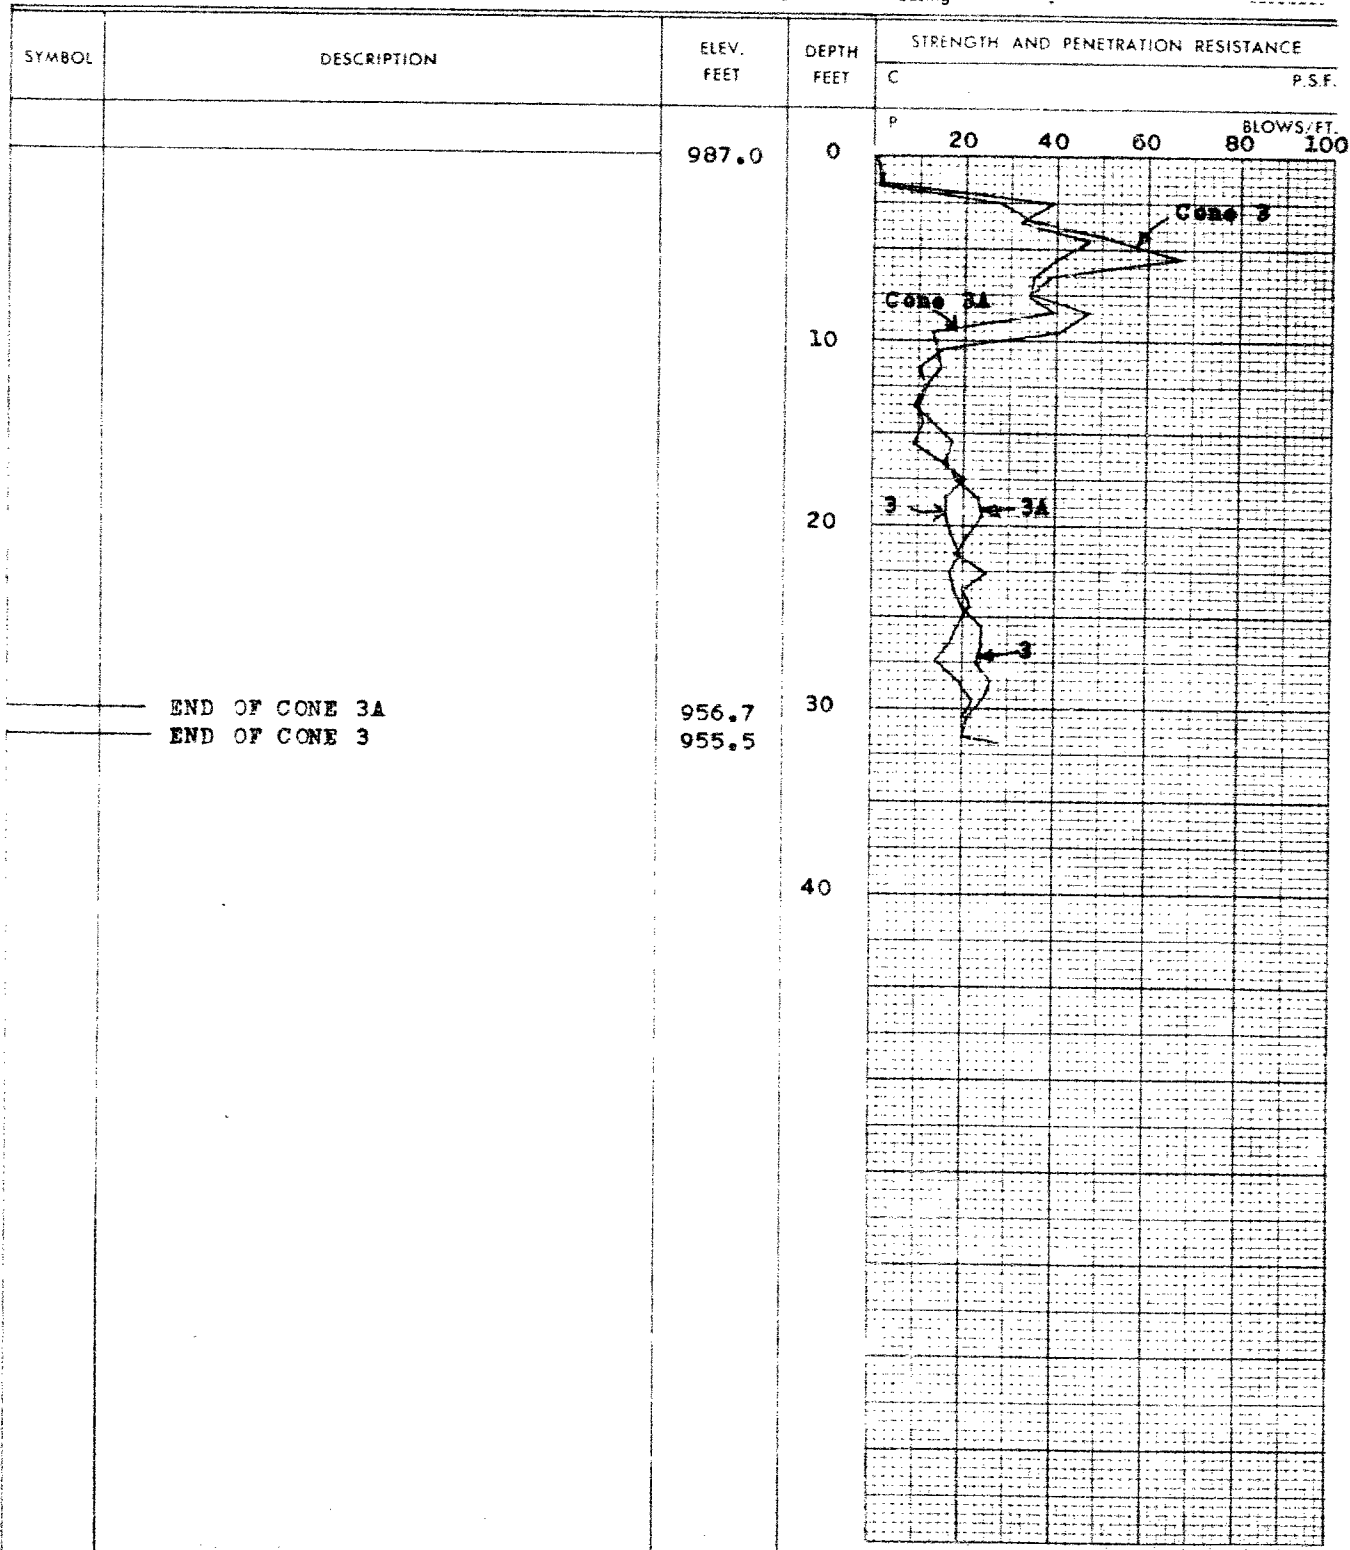 STRENGTH AND PENETRATION RESISTANCE
SYMBOL DESCRIPTION ELEV. FEET DEPTH FEET
C P.S.F.
P BLOWS/FT.
20 40 60 80 100
987.0 0
Cone 3
Cone 3A
10
3 3A
20
3
END OF CONE 3A 956.7 30
END OF CONE 3 955.5
40